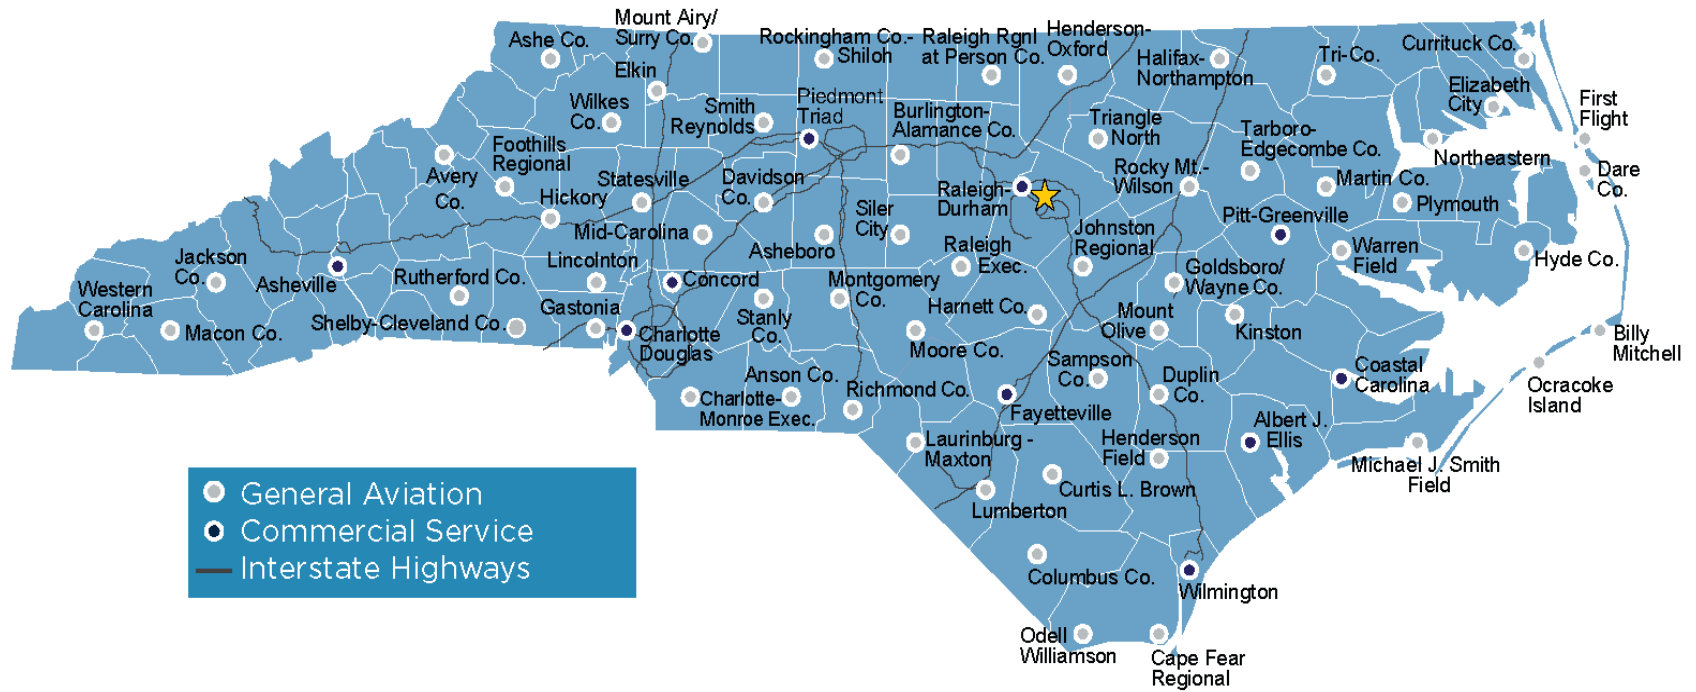 Mount Airy/
Surry Co.
Ashe Co.
Rockingham Co.-
Shiloh
Raleigh Rgnl
at Person Co.
Henderson-
Oxford
Halifax-
Northampton
Tri-Co.
Currituck Co.
Elkin
Wilkes
Co.
Smith
Reynolds
Piedmont
Triad
Burlington-
Alamance Co.
Triangle
North
Tarboro-
Edgecombe Co.
Elizabeth
City
First
Flight
Northeastern
Dare
Co.
Foothills
Regional
Avery
Co.
Hickory
Statesville
Davidson
Co.
Siler
City
Raleigh-
Durham
Rocky Mt.-
Wilson
Martin Co.
Plymouth
Pitt-Greenville
Mid-Carolina
Asheboro
Raleigh
Exec.
Johnston
Regional
Warren
Field
Hyde Co.
Jackson
Co.
Western
Carolina
Asheville
Macon Co.
Rutherford Co.
Lincolnton
Concord
Montgomery
Co.
Harnett Co.
Goldsboro/
Wayne Co.
Shelby-Cleveland Co.
Gastonia
Charlotte
Douglas
Stanly
Co.
Moore Co.
Mount
Olive
Kinston
Billy
Mitchell
Anson Co.
Charlotte-
Monroe Exec.
Richmond Co.
Sampson
Co.
Duplin
Co.
Coastal
Carolina
Ocracoke
Island
Fayetteville
Albert J.
Ellis
Laurinburg -
Maxton
Henderson
Field
Michael J. Smith
Field
Curtis L. Brown
Lumberton
Columbus Co.
Wilmington
Odell
Williamson
Cape Fear
Regional
General Aviation
Commercial Service
Interstate Highways